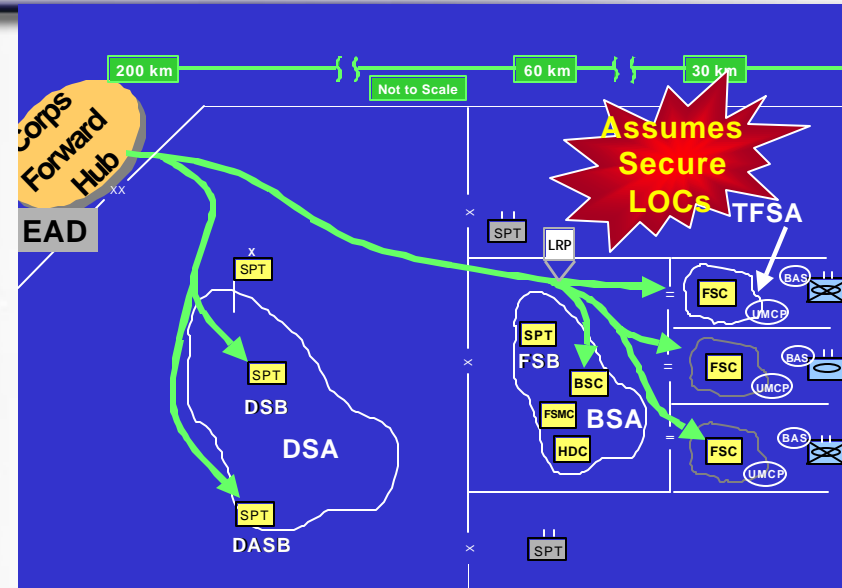 200 km
60 km
30 km
Not to Scale
Corps
Forward
Hub
XX
EAD
Assumes
Secure
LOCs
TFSA
x
SPT
LRP
x
SPT
BAS
FSC
UMCP
=
SPT
FSB
BSC
FSMC
BSA
HDC
x
BAS
FSC
UMCP
=
SPT
DSB
DSA
BAS
FSC
UMCP
=
SPT
DASB
x
SPT